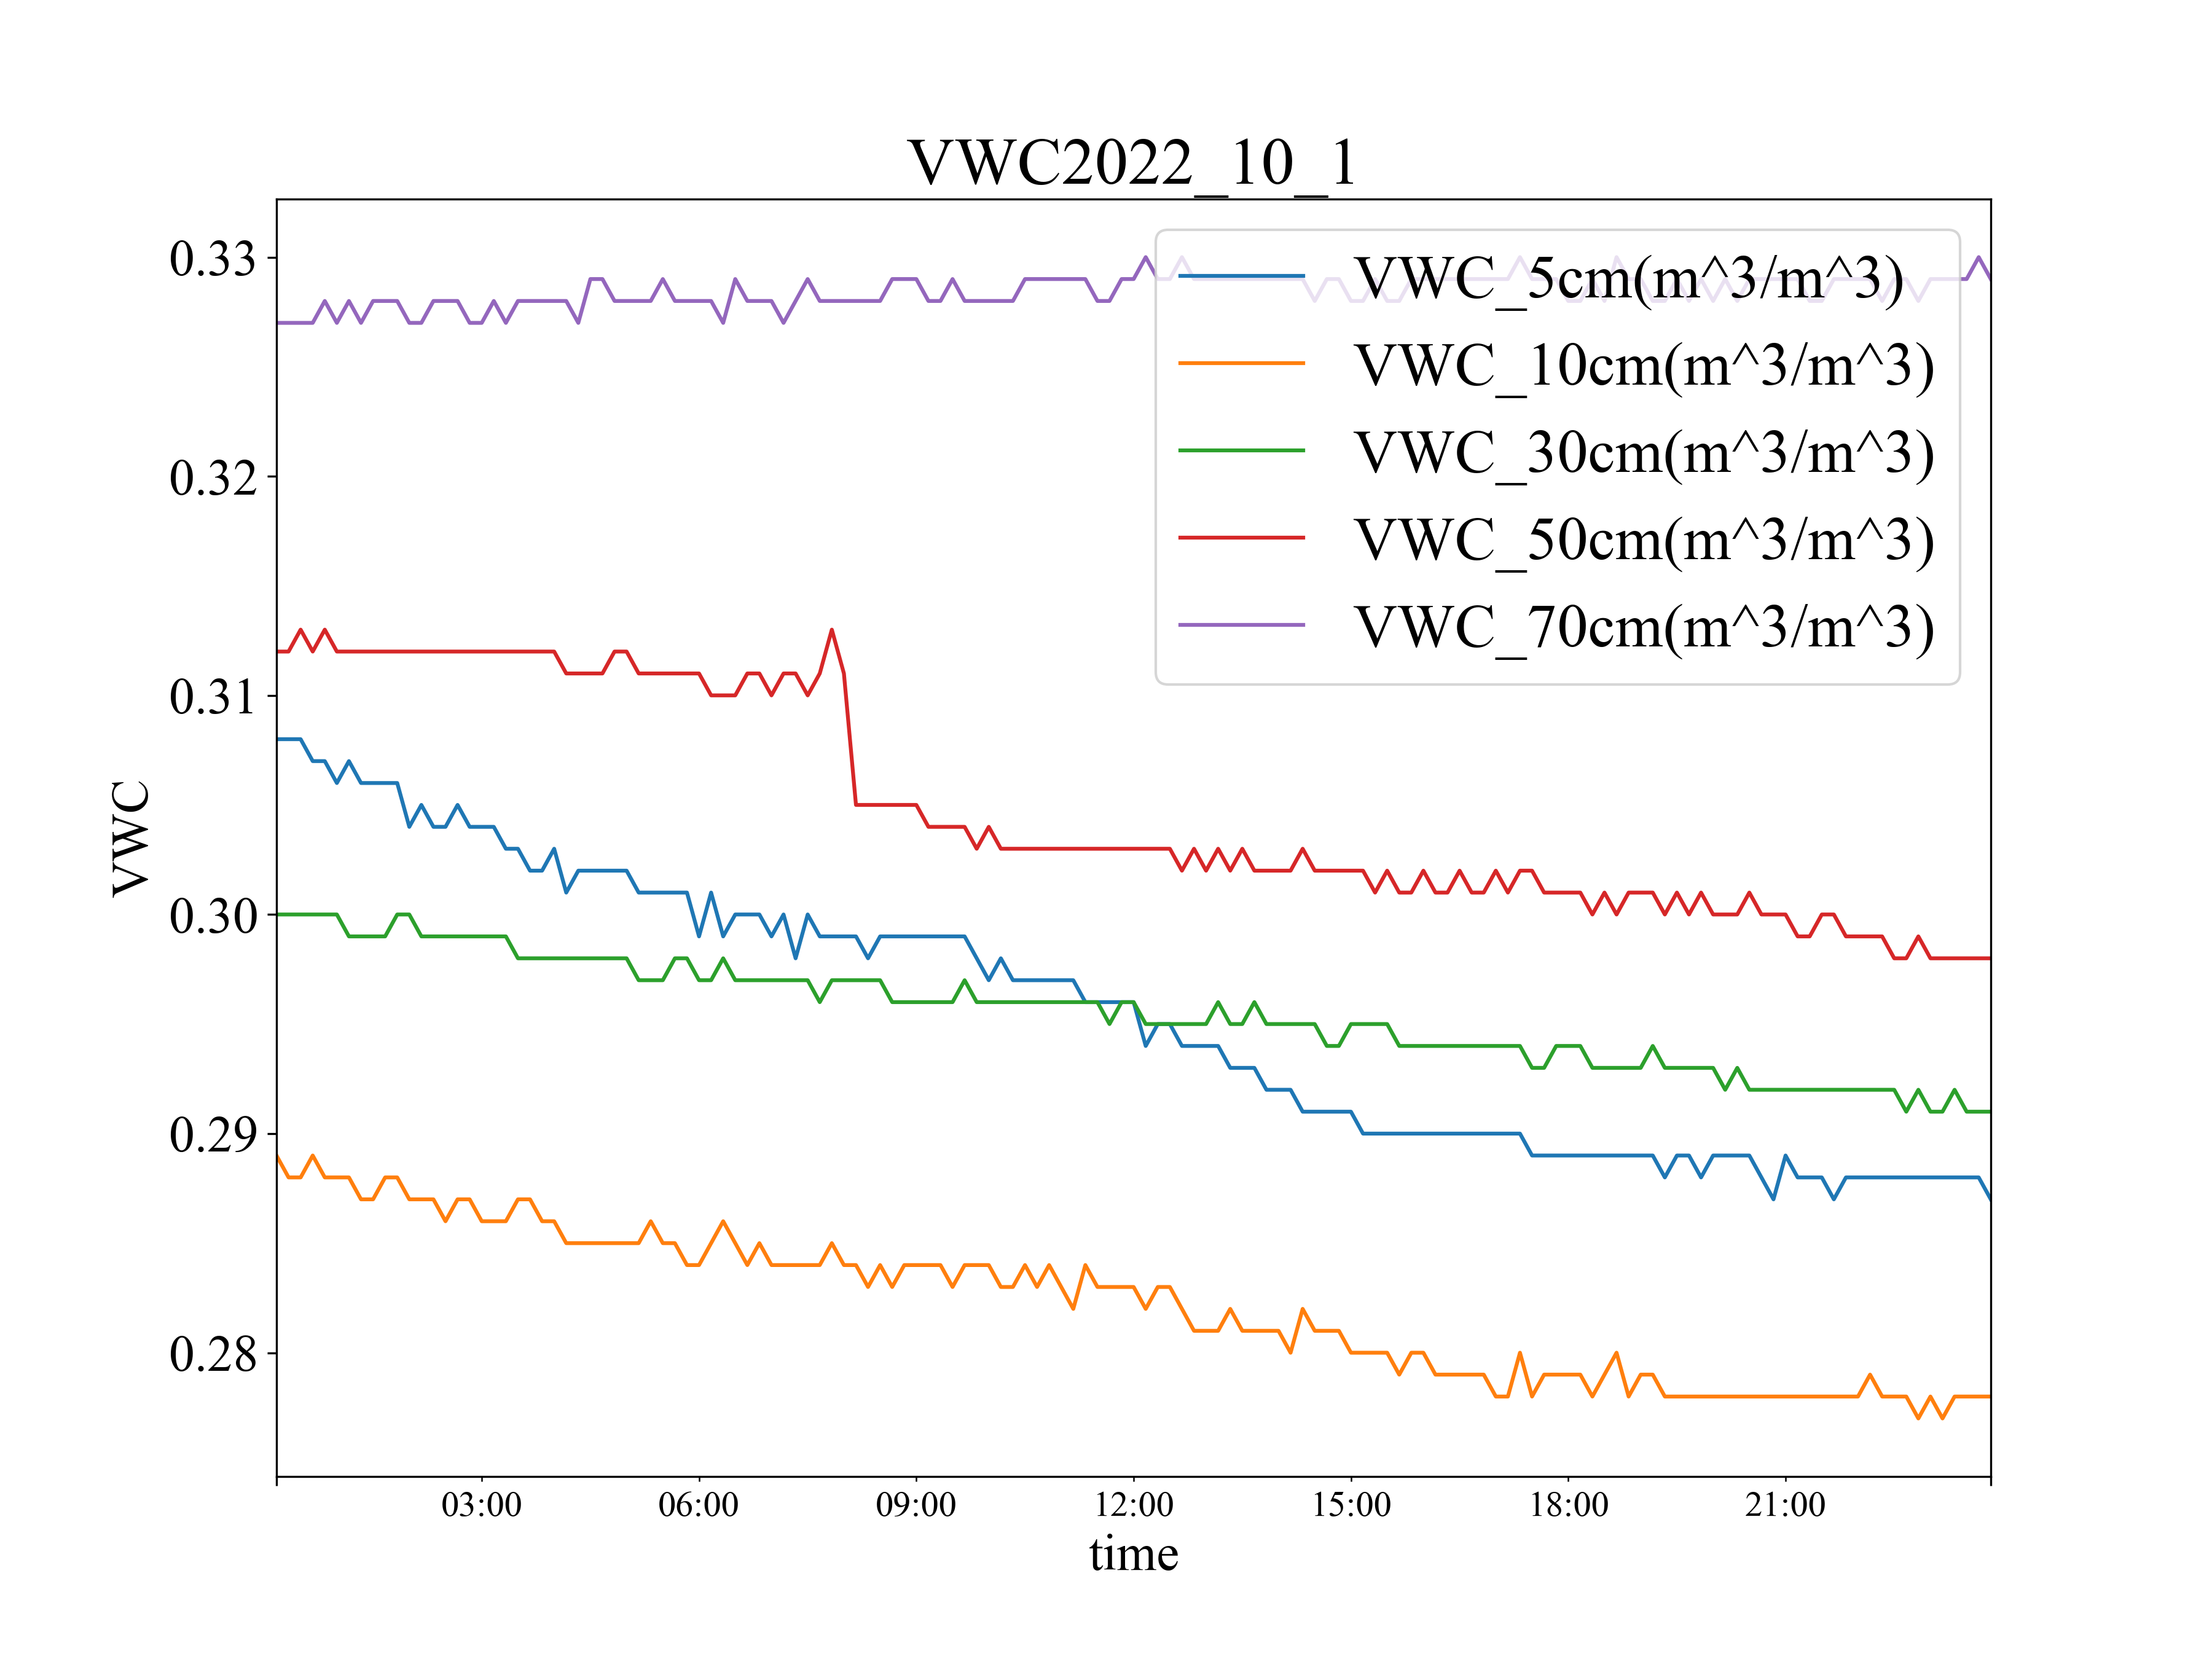 VWC2022_10_1
0.33
0.32
0.31
0.30
0.29
0.28
VWC
VWC_5cm(m^3/m^3)
VWC_10cm(m^3/m^3)
VWC_30cm(m^3/m^3)
VWC_50cm(m^3/m^3)
VWC_70cm(m^3/m^3)
03:00 06:00 09:00 12:00 15:00 18:00 21:00
time